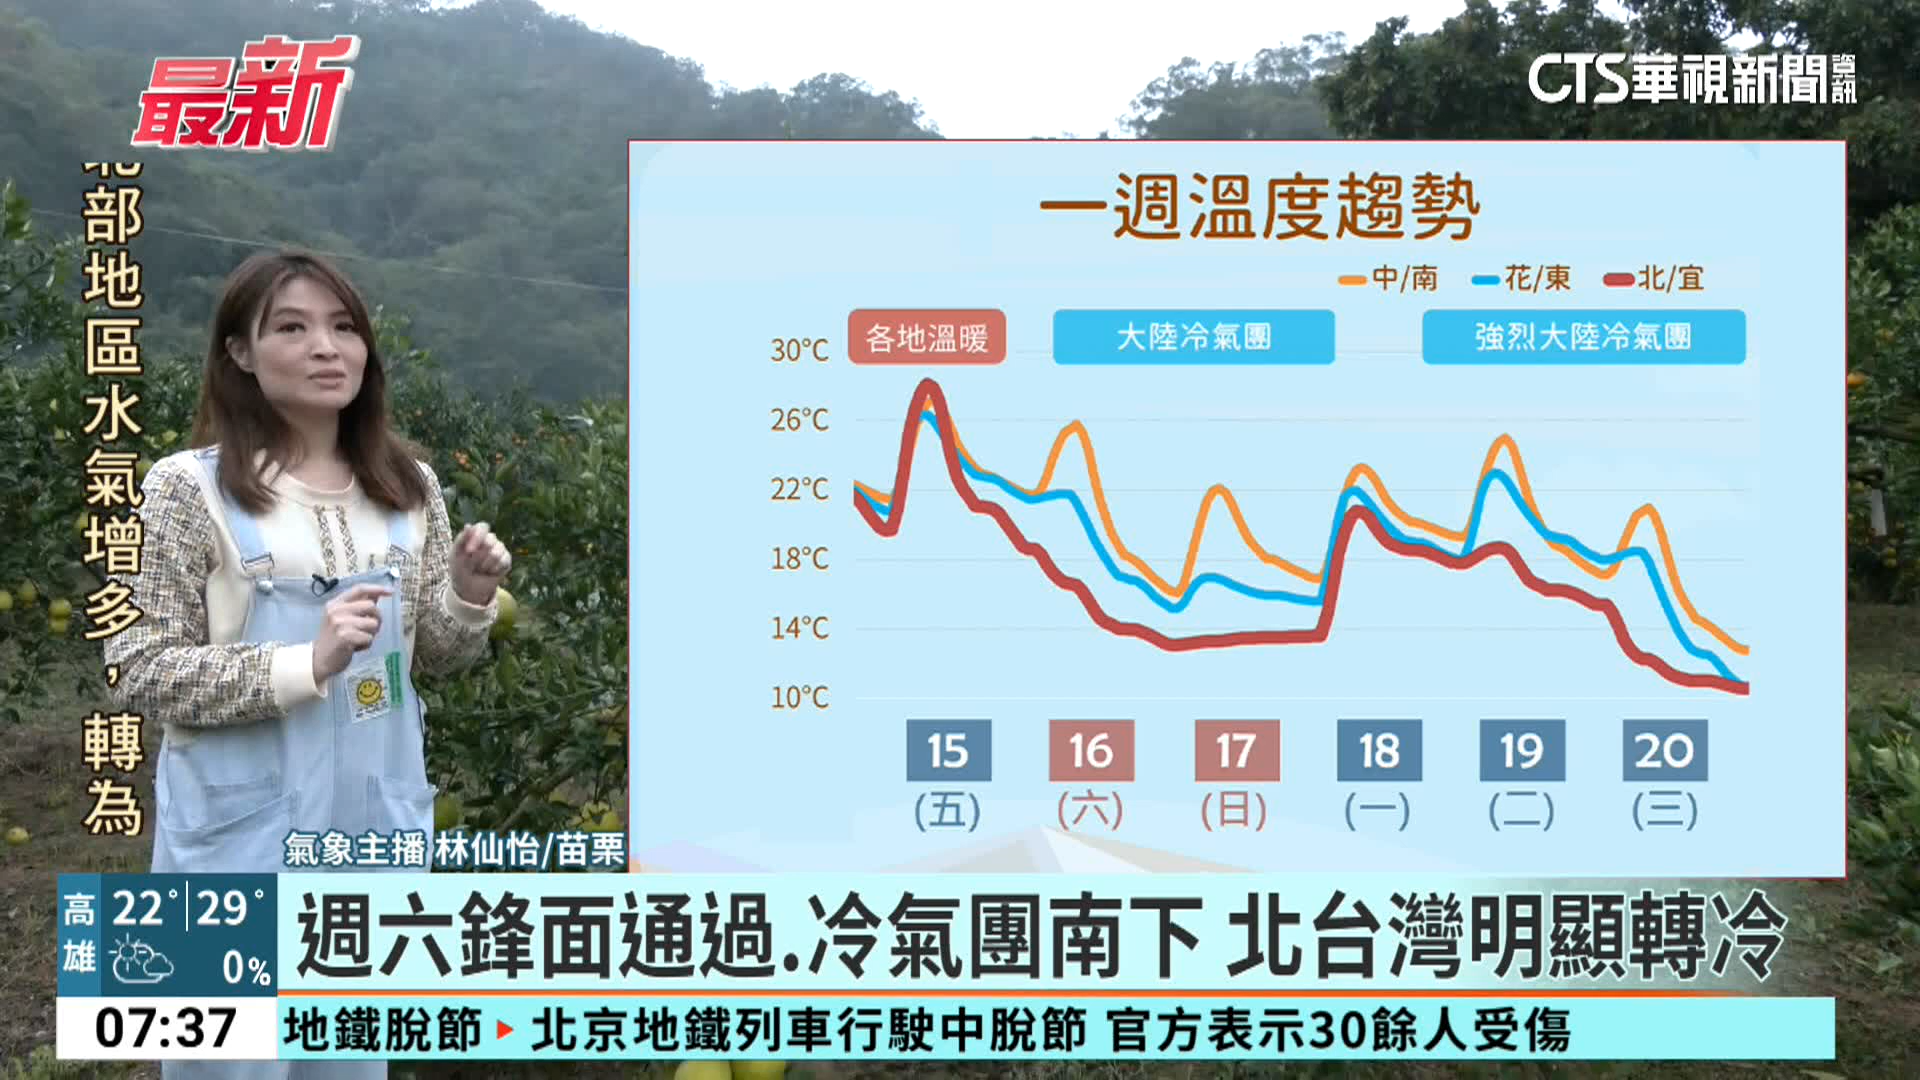 最新
CTS華視新聞資訊
北部地區水氣增多，轉為
一週溫度趨勢
中/南 花/東 北/宜
各地溫暖 大陸冷氣團 強烈大陸冷氣團
30°C
26°C
22°C
18°C
14°C
10°C
15 16 17 18 19 20
(五) (六) (日) (一) (二) (三)
氣象主播 林仙怡/苗栗
高雄 22° 29° 0%
週六鋒面通過.冷氣團南下 北台灣明顯轉冷
07:37
地鐵脫節▶北京地鐵列車行駛中脫節 官方表示30餘人受傷